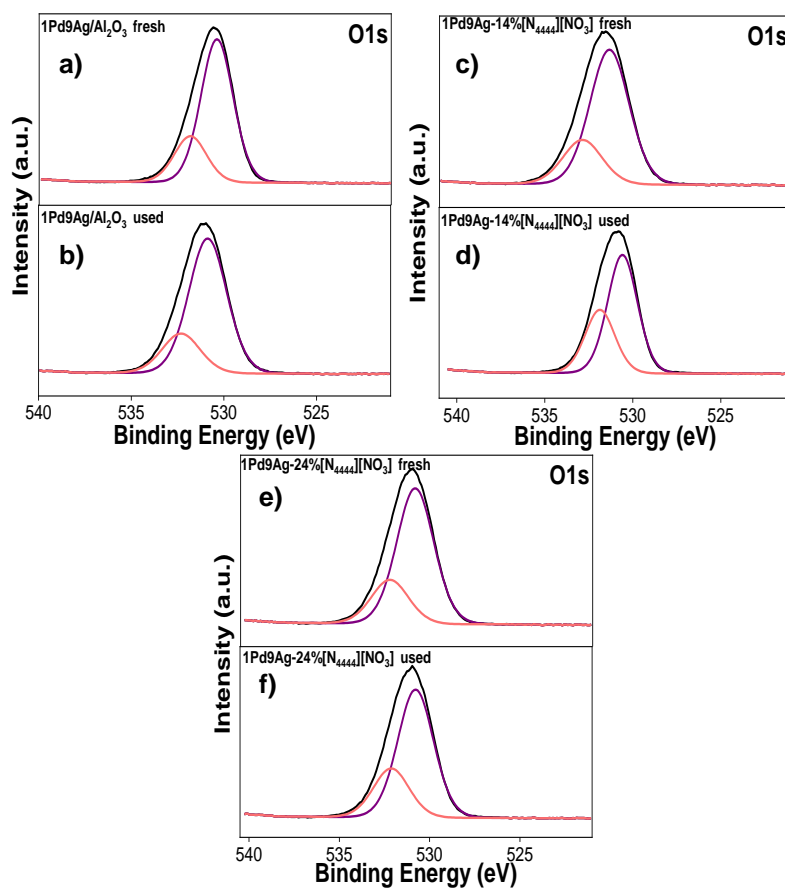 1Pd9Ag/Al₂O₃ fresh
O1s
a)
1Pd9Ag/Al₂O₃ used
b)
Intensity (a.u.)
540 535 530 525
Binding Energy (eV)
1Pd9Ag-14%[N₄₄₄₄][NO₃] fresh
O1s
c)
1Pd9Ag-14%[N₄₄₄₄][NO₃] used
d)
Intensity (a.u.)
540 535 530 525
Binding Energy (eV)
1Pd9Ag-24%[N₄₄₄₄][NO₃] fresh
O1s
e)
1Pd9Ag-24%[N₄₄₄₄][NO₃] used
f)
Intensity (a.u.)
540 535 530 525
Binding Energy (eV)